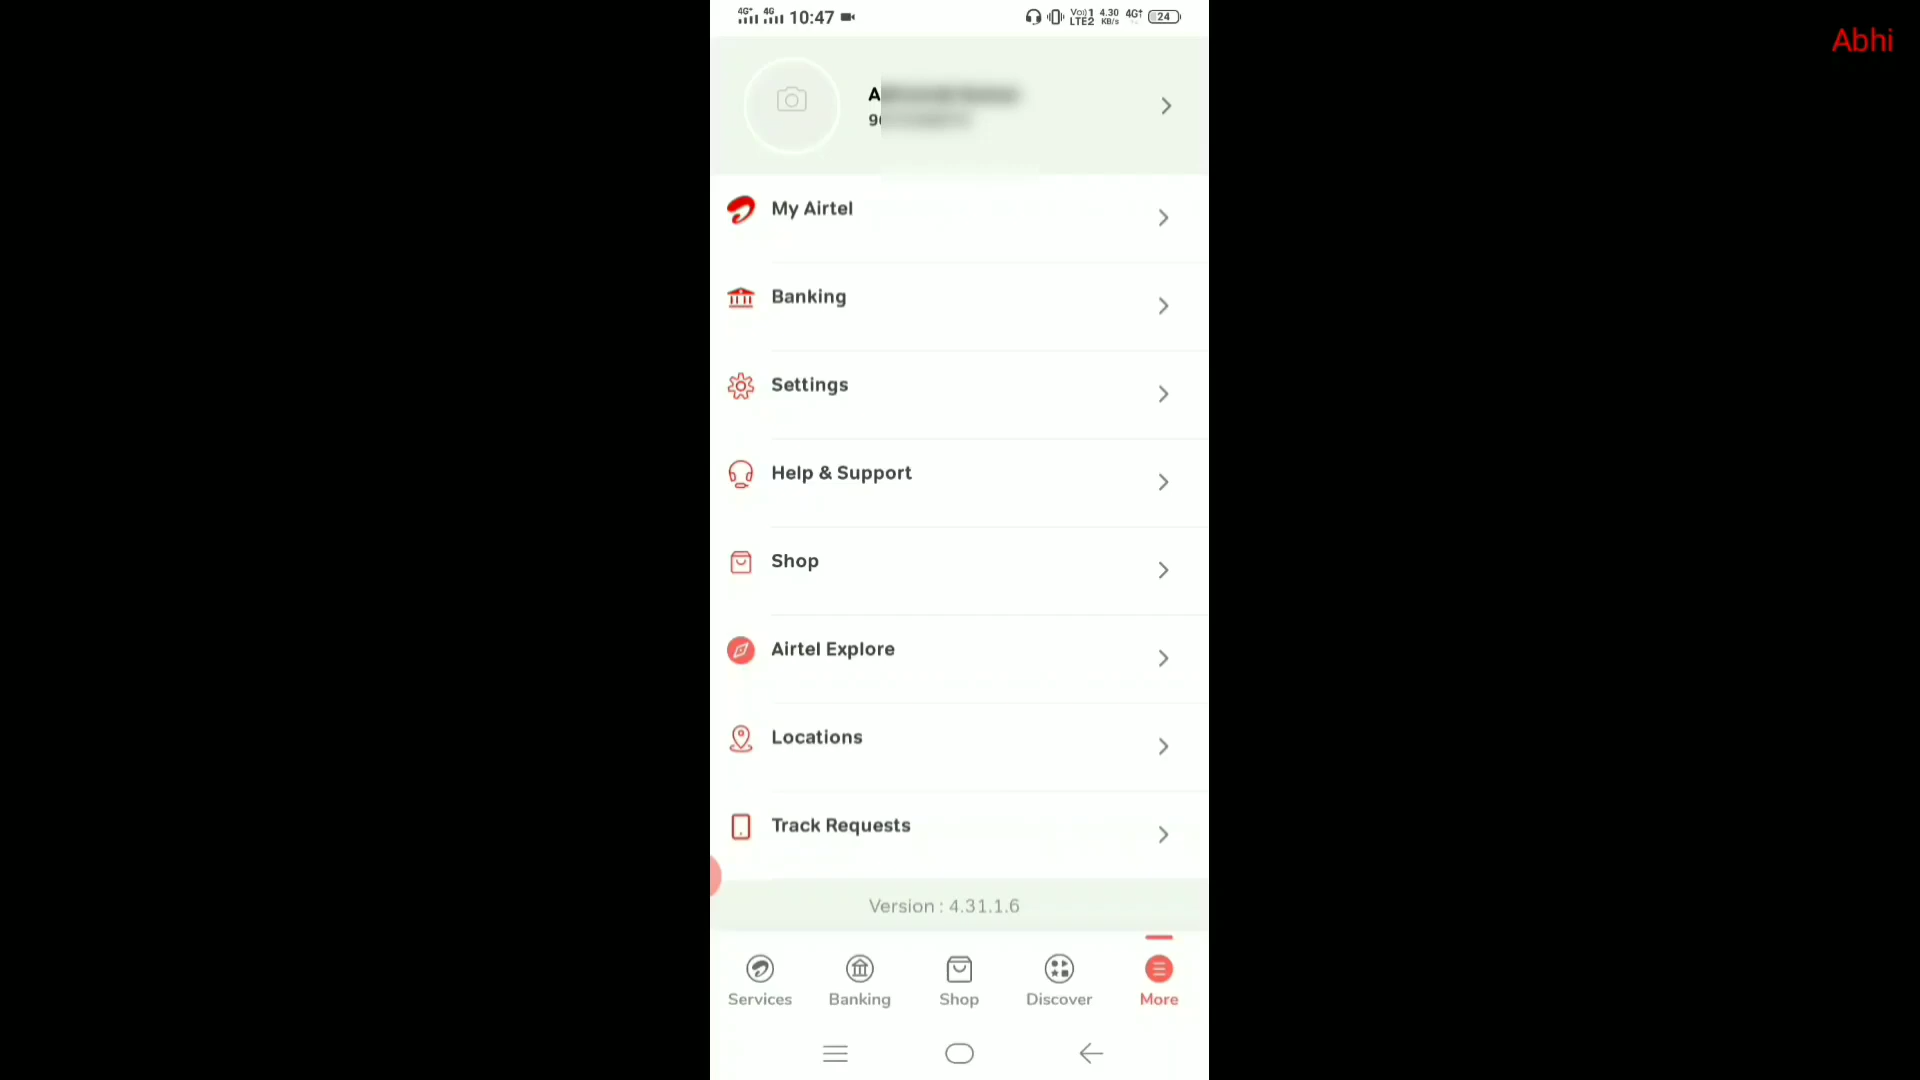 4G+ 4G 10:47 Vo)) 1 LTE2 4.30 KB/s 4G† 24
Abhi
My Airtel
Banking
Settings
Help & Support
Shop
Airtel Explore
Locations
Track Requests
Version : 4.31.1.6
Services Banking Shop Discover More